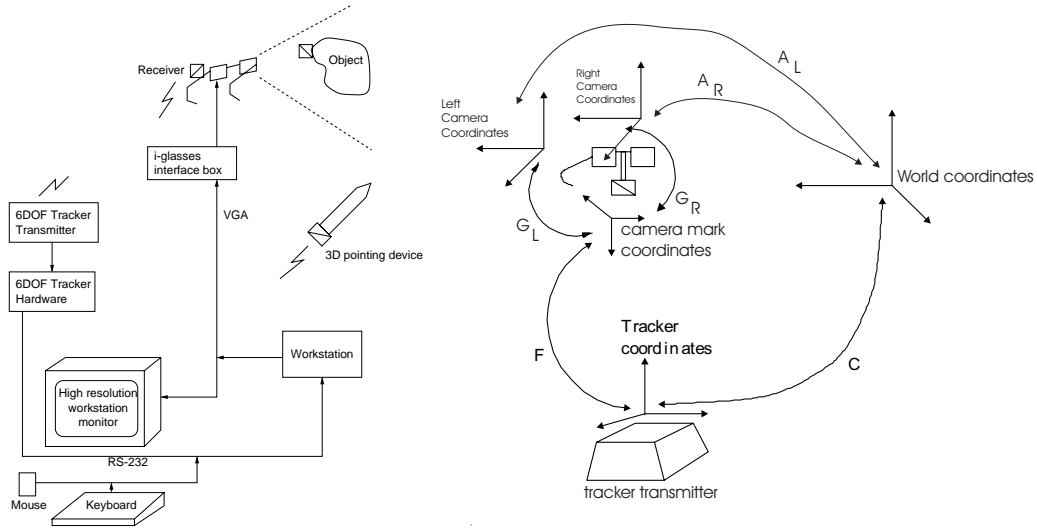 Receiver
Object
i-glasses
interface box
VGA
6DOF Tracker
Transmitter
3D pointing device
6DOF Tracker
Hardware
Workstation
High resolution
workstation
monitor
RS-232
Mouse
Keyboard
A L
A R
Right
Camera
Coordinates
Left
Camera
Coordinates
World coordinates
G R
G L
camera mark
coordinates
Tracker
coordinates
F
C
tracker transmitter